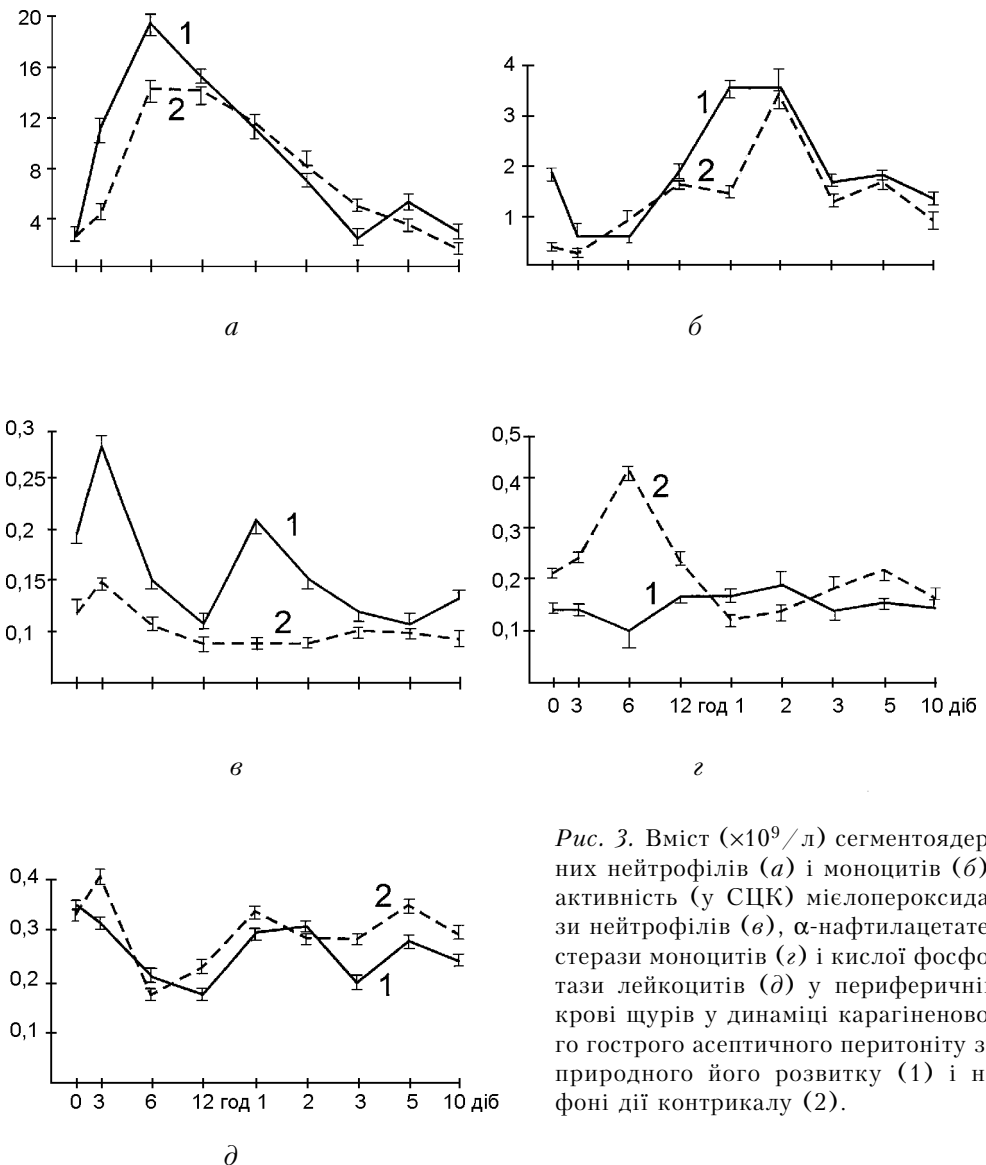 20
16
12
8
4
1
2
а
4
3
2
1
1
2
б
0,3
0,25
0,2
0,15
0,1
1
2
в
0,5
0,4
0,3
0,2
0,1
2
1
0 3 6 12 год 1 2 3 5 10 діб
г
0,4
0,3
0,2
0,1
2
1
0 3 6 12 год 1 2 3 5 10 діб
д
Рис. 3. Вміст (×10⁹/л) сегментоядер
них нейтрофілів (а) і моноцитів (б)
активність (у СЦК) мієлопероксида
зи нейтрофілів (в), α-нафтилацетате
стерази моноцитів (г) і кислої фосфо
тази лейкоцитів (д) у периферичні
крові щурів у динаміці карагіненово
го гострого асептичного перитоніту з
природного його розвитку (1) і н
фоні дії контрикалу (2).